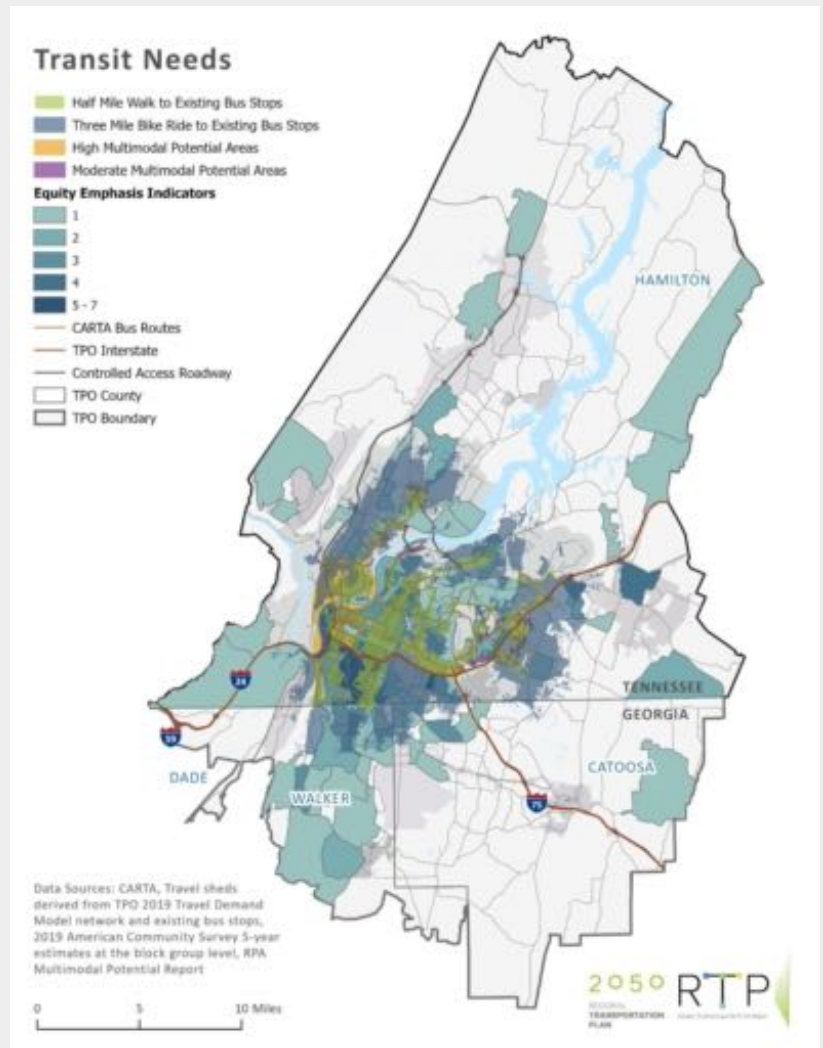 Transit Needs
Half Mile Walk to Existing Bus Stops
Three Mile Bike Ride to Existing Bus Stops
High Multimodal Potential Areas
Moderate Multimodal Potential Areas
Equity Emphasis Indicators
1
2
3
4
5 - 7
CARTA Bus Routes
TPO Interstate
Controlled Access Roadway
TPO County
TPO Boundary
HAMILTON
24
TENNESSEE
GEORGIA
59
DADE
CATOOSA
WALKER
75
Data Sources: CARTA, Travel sheds
derived from TPO 2019 Travel Demand
Model network and existing bus stops,
2019 American Community Survey 5-year
estimates at the block group level, RPA
Multimodal Potential Report
0 5 10 Miles
2050
REGIONAL
TRANSPORTATION
PLAN
RTP